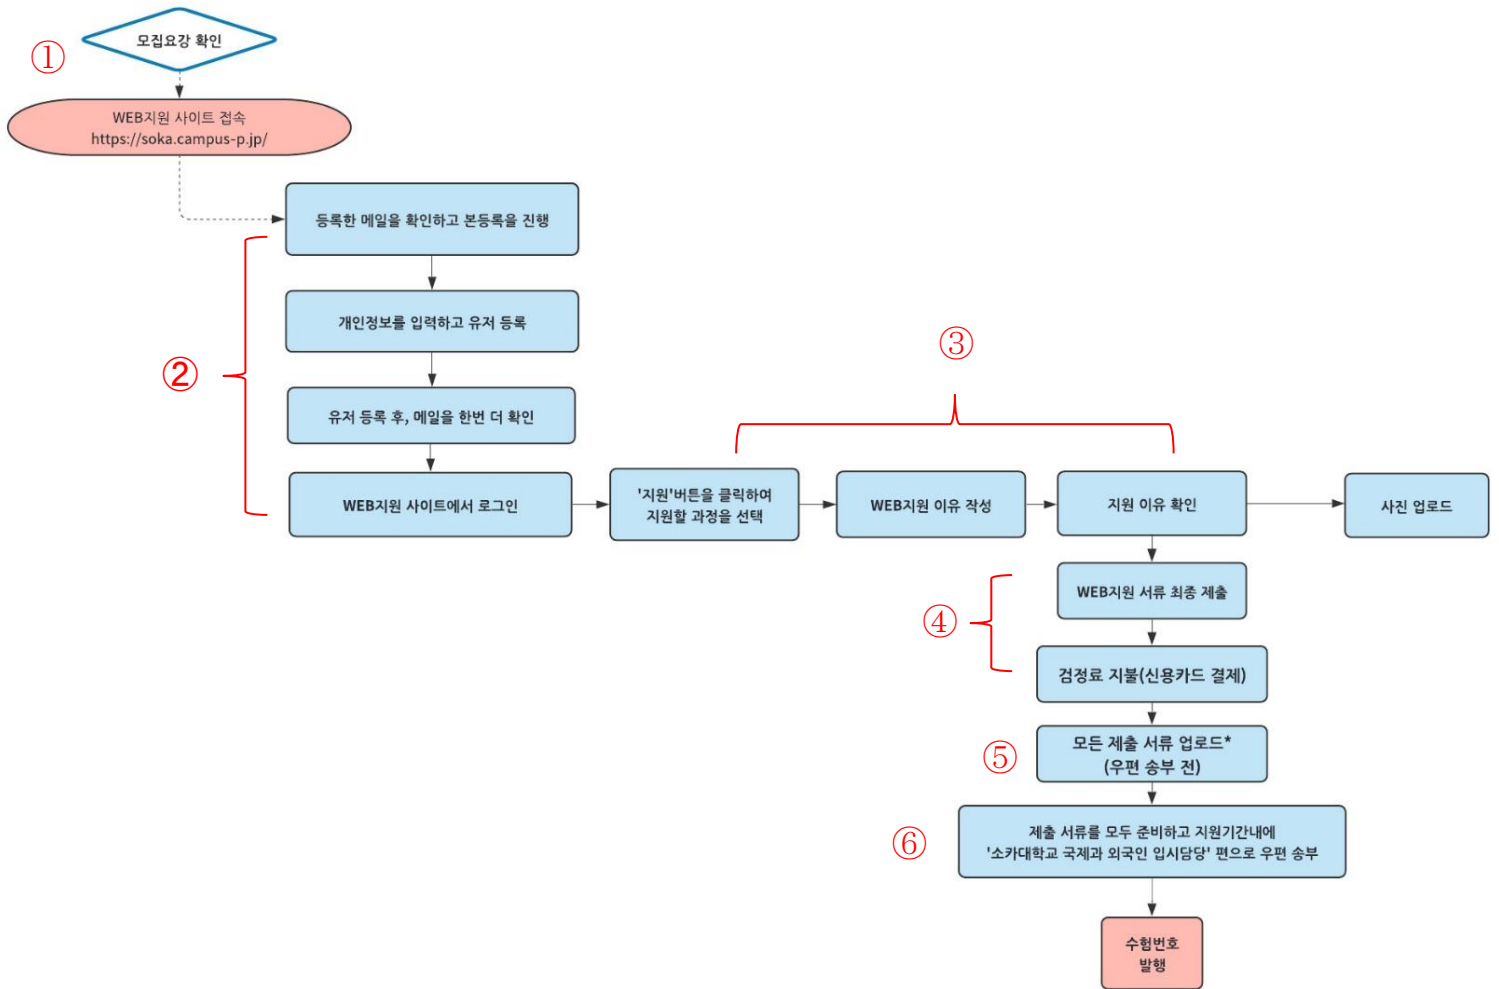 ①
모집요강 확인
WEB지원 사이트 접속
https://soka.campus-p.jp/
②
등록한 메일을 확인하고 본등록을 진행
개인정보를 입력하고 유저 등록
유저 등록 후, 메일을 한번 더 확인
WEB지원 사이트에서 로그인
③
'지원'버튼을 클릭하여
지원할 과정을 선택
WEB지원 이유 작성
지원 이유 확인
사진 업로드
④
WEB지원 서류 최종 제출
검정료 지불(신용카드 결제)
⑤
모든 제출 서류 업로드*
(우편 송부 전)
⑥
제출 서류를 모두 준비하고 지원기간내에
'소카대학교 국제과 외국인 입시담당' 편으로 우편 송부
수험번호
발행